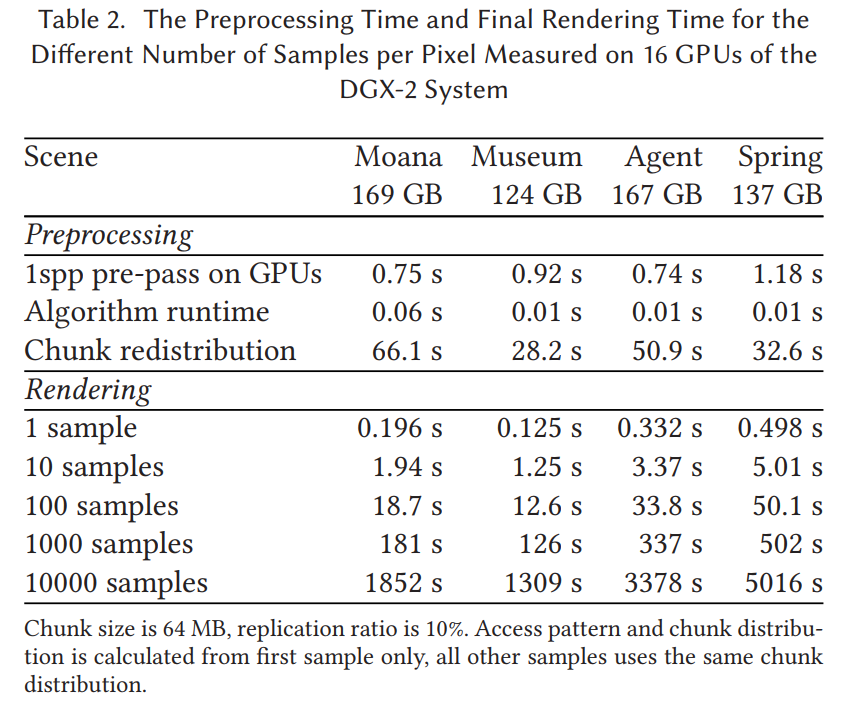 Table 2. The Preprocessing Time and Final Rendering Time for the
Different Number of Samples per Pixel Measured on 16 GPUs of the
DGX-2 System
Scene Moana Museum Agent Spring
169 GB 124 GB 167 GB 137 GB
Preprocessing
1spp pre-pass on GPUs 0.75 s 0.92 s 0.74 s 1.18 s
Algorithm runtime 0.06 s 0.01 s 0.01 s 0.01 s
Chunk redistribution 66.1 s 28.2 s 50.9 s 32.6 s
Rendering
1 sample 0.196 s 0.125 s 0.332 s 0.498 s
10 samples 1.94 s 1.25 s 3.37 s 5.01 s
100 samples 18.7 s 12.6 s 33.8 s 50.1 s
1000 samples 181 s 126 s 337 s 502 s
10000 samples 1852 s 1309 s 3378 s 5016 s
Chunk size is 64 MB, replication ratio is 10%. Access pattern and chunk distribu-
tion is calculated from first sample only, all other samples uses the same chunk
distribution.